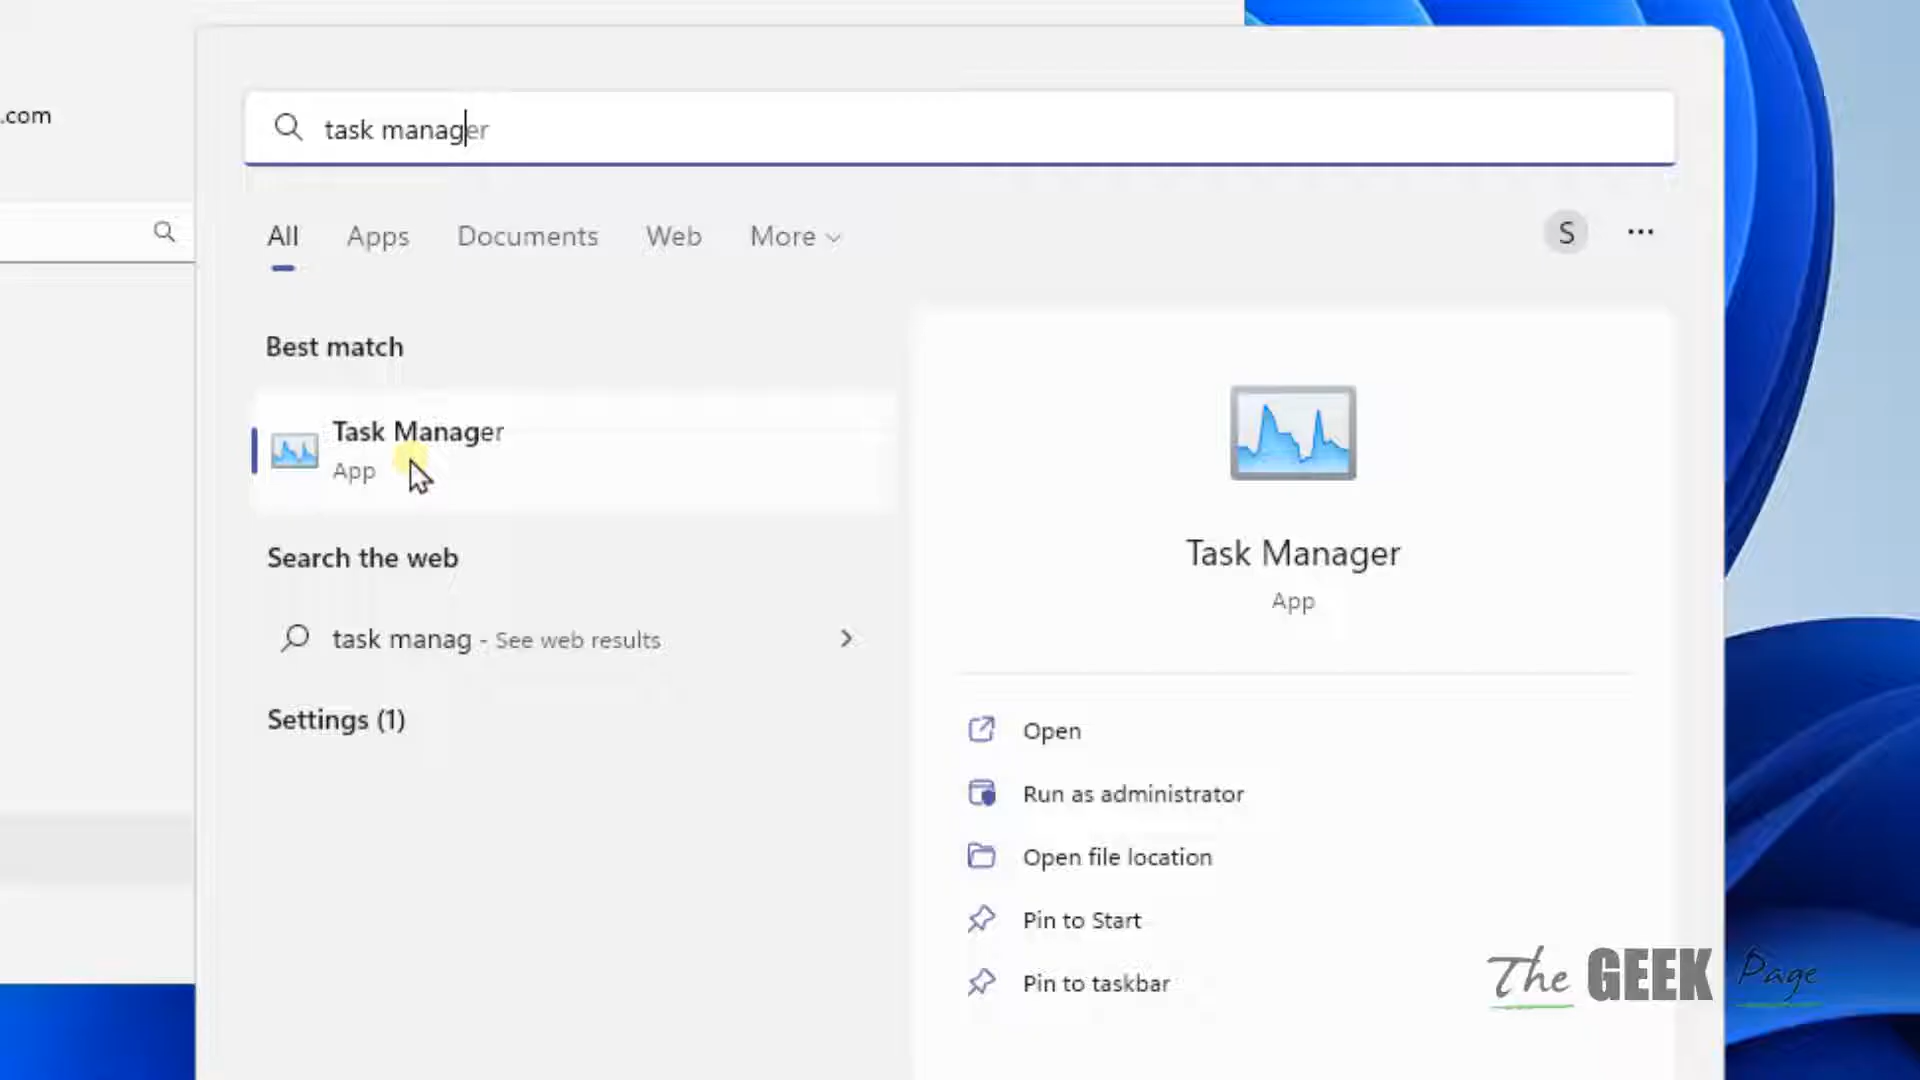 .com
task manager
All Apps Documents Web More
S
Best match
Task Manager
App
Search the web
task manag - See web results
Settings (1)
Task Manager
App
Open
Run as administrator
Open file location
Pin to Start
Pin to taskbar
The GEEK Page